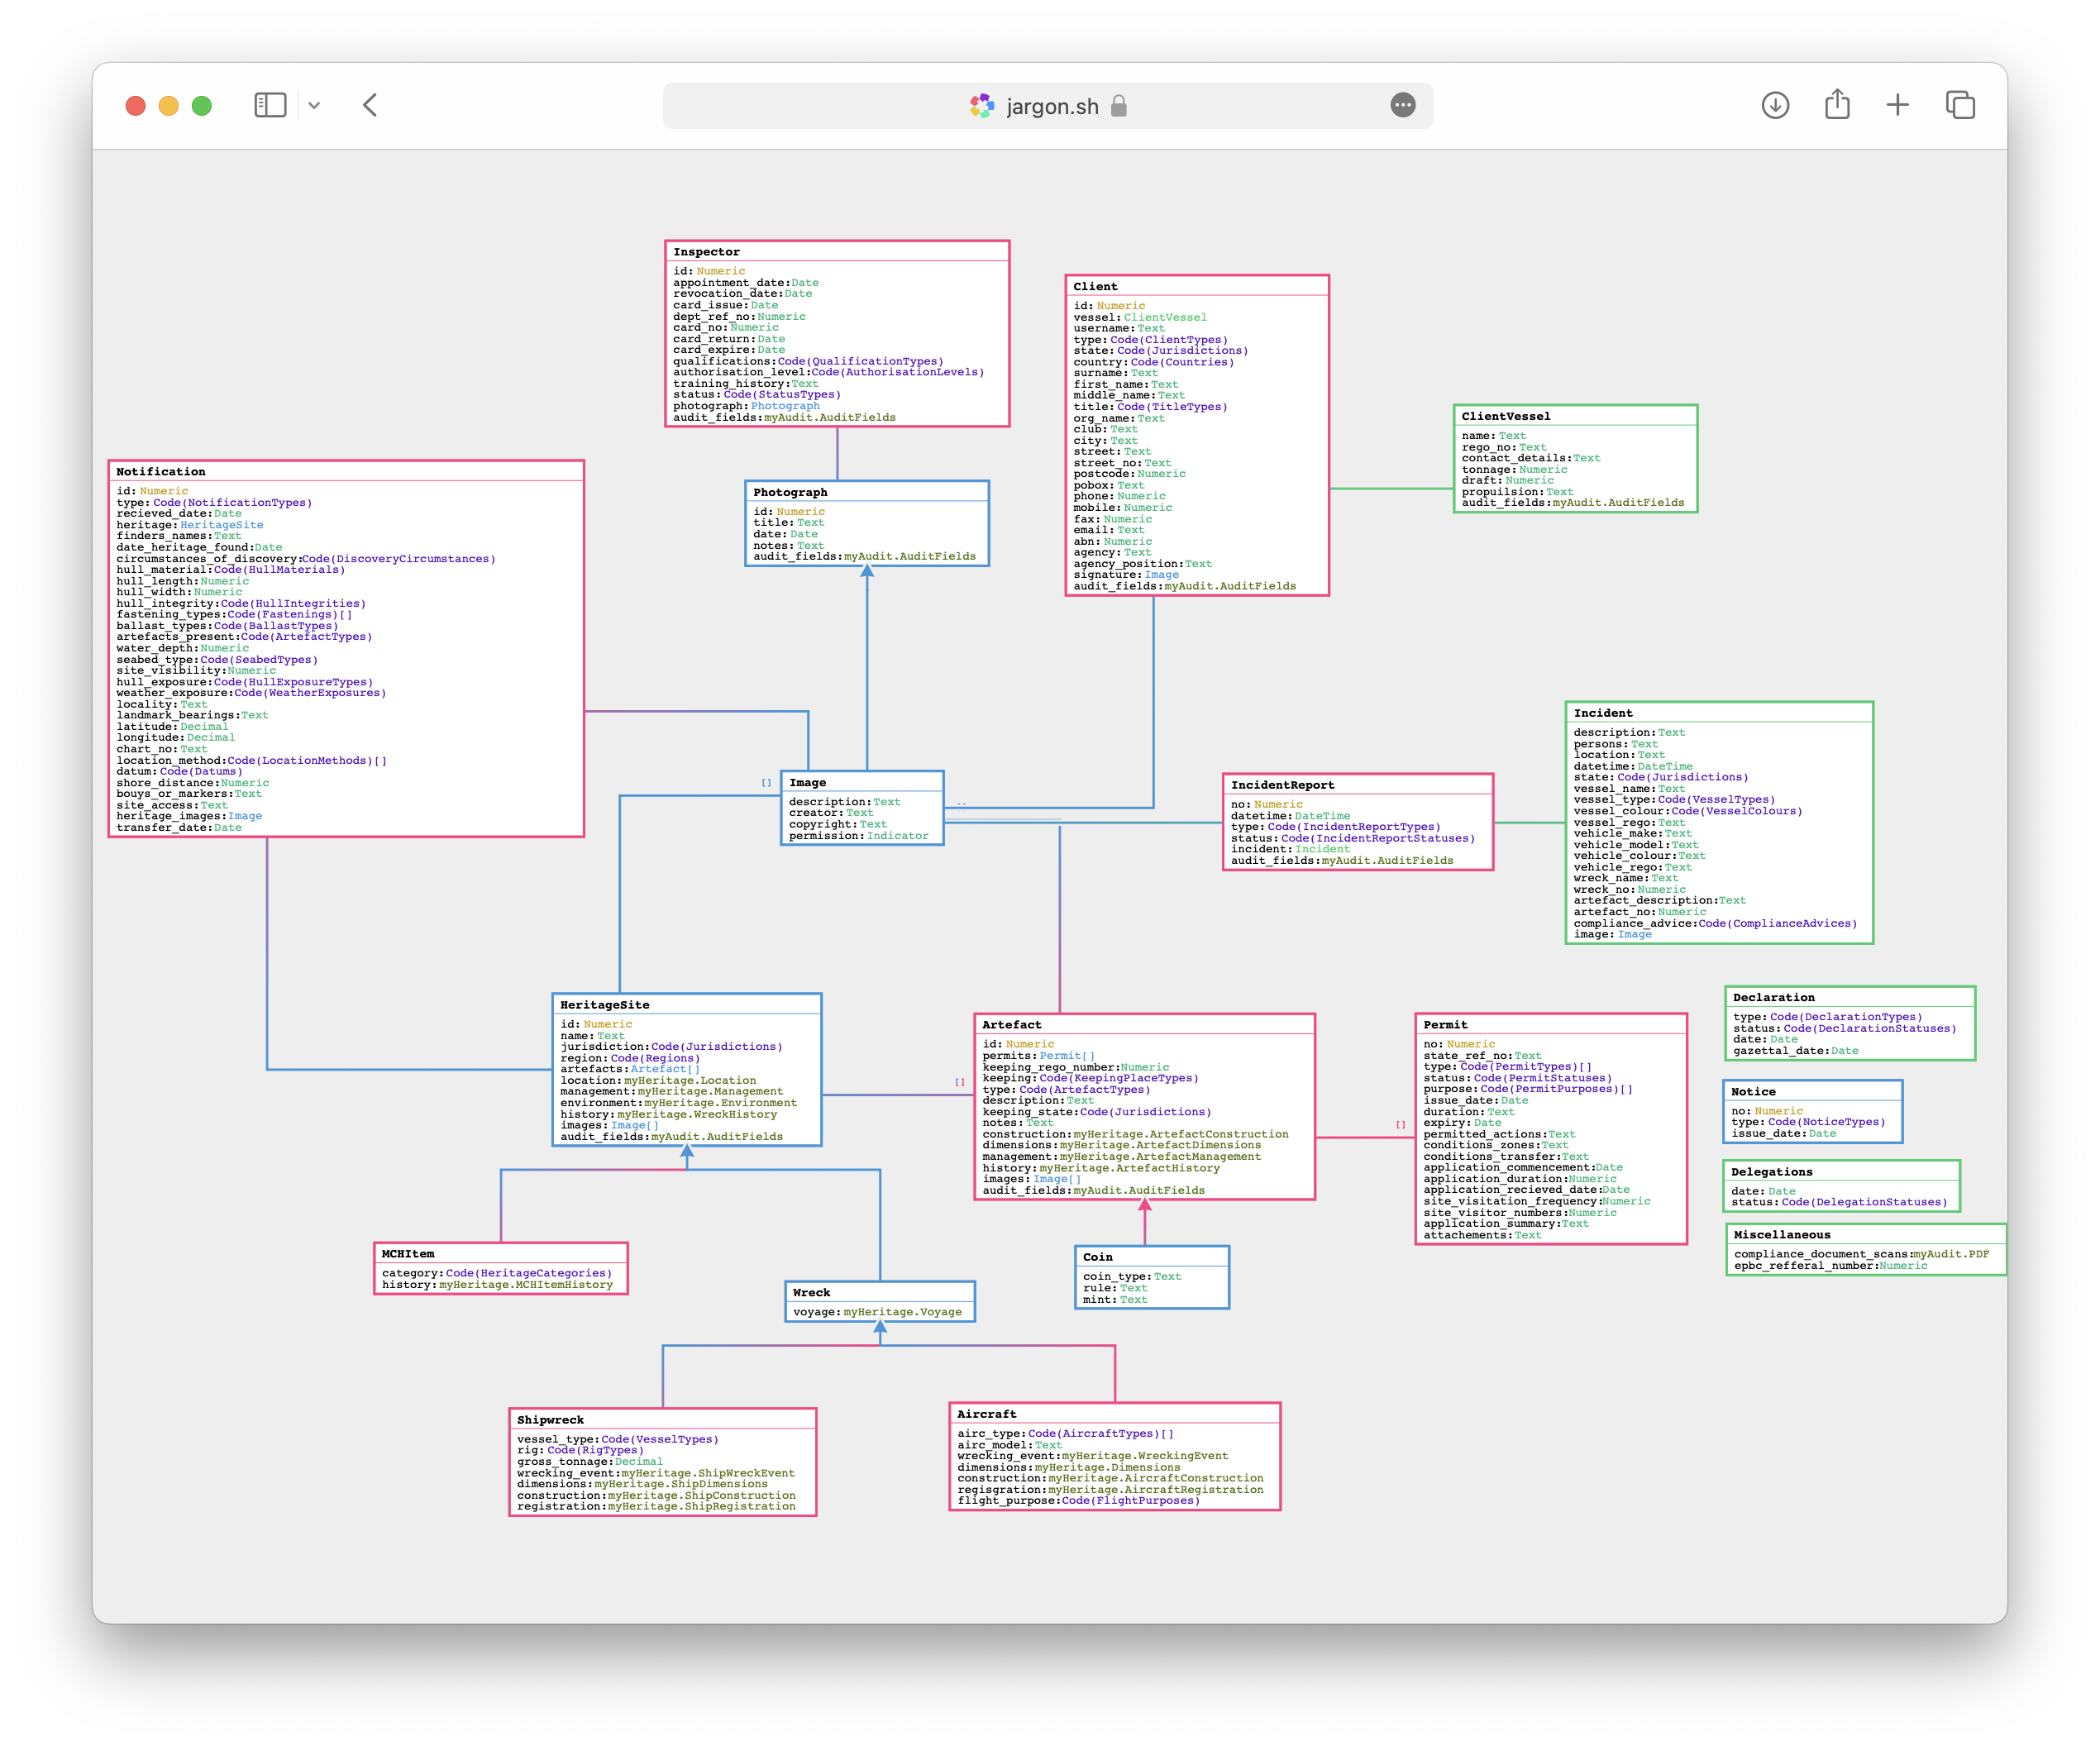 jargon.sh
Inspector
id: Numeric
appointment_date:Date
revocation_date:Date
card_issue:Date
dept_ref_no:Numeric
card_no:Numeric
card_return:Date
card_expire:Date
qualifications:Code(QualificationTypes)
authorisation_level:Code(AuthorisationLevels)
training_history:Text
status:Code(StatusTypes)
photograph:Photograph
audit_fields:myAudit.AuditFields
Client
id: Numeric
vessel:ClientVessel
username:Text
type:Code(ClientTypes)
state:Code(Jurisdictions)
country:Code(Countries)
surname:Text
first_name:Text
middle_name:Text
title:Code(TitleTypes)
org_name:Text
club:Text
city:Text
street:Text
street_no:Text
postcode:Numeric
pobox:Text
phone:Numeric
mobile:Numeric
fax:Numeric
email:Text
abn:Numeric
agency:Text
agency_position:Text
signature:Image
audit_fields:myAudit.AuditFields
ClientVessel
name:Text
rego_no:Text
contact_details:Text
tonnage:Numeric
draft:Numeric
propuilsion:Text
audit_fields:myAudit.AuditFields
Notification
id: Numeric
type:Code(NotificationTypes)
recieved_date:Date
heritage:HeritageSite
finders_names:Text
date_heritage_found:Date
circumstances_of_discovery:Code(DiscoveryCircumstances)
hull_material:Code(HullMaterials)
hull_length:Numeric
hull_width:Numeric
hull_integrity:Code(HullIntegrities)
fastening_types:Code(Fastenings)[]
ballast_types:Code(BallastTypes)
artefacts_present:Code(ArtefactTypes)
water_depth:Numeric
seabed_type:Code(SeabedTypes)
site_visibility:Numeric
hull_exposure:Code(HullExposureTypes)
weather_exposure:Code(WeatherExposures)
locality:Text
landmark_bearings:Text
latitude:Decimal
longitude:Decimal
chart_no:Text
location_method:Code(LocationMethods)[]
datum:Code(Datums)
shore_distance:Numeric
bouys_or_markers:Text
site_access:Text
heritage_images:Image
transfer_date:Date
Photograph
id: Numeric
title:Text
date:Date
notes:Text
audit_fields:myAudit.AuditFields
[]
Image
description:Text
creator:Text
copyright:Text
permission:Indicator
IncidentReport
no: Numeric
datetime:DateTime
type:Code(IncidentReportTypes)
status:Code(IncidentReportStatuses)
incident:Incident
audit_fields:myAudit.AuditFields
Incident
description:Text
persons:Text
location:Text
datetime:DateTime
state:Code(Jurisdictions)
vessel_name:Text
vessel_type:Code(VesselTypes)
vessel_colour:Code(VesselColours)
vessel_rego:Text
vehicle_make:Text
vehicle_model:Text
vehicle_colour:Text
vehicle_rego:Text
wreck_name:Text
wreck_no:Numeric
artefact_description:Text
artefact_no:Numeric
compliance_advice:Code(ComplianceAdvices)
image:Image
HeritageSite
id: Numeric
name:Text
jurisdiction:Code(Jurisdictions)
region:Code(Regions)
artefacts:Artefact[]
location:myHeritage.Location
management:myHeritage.Management
environment:myHeritage.Environment
history:myHeritage.WreckHistory
images:Image[]
audit_fields:myAudit.AuditFields
[]
Artefact
id: Numeric
permits:Permit[]
keeping_rego_number:Numeric
keeping:Code(KeepingPlaceTypes)
type:Code(ArtefactTypes)
description:Text
keeping_state:Code(Jurisdictions)
notes:Text
construction:myHeritage.ArtefactConstruction
dimensions:myHeritage.ArtefactDimensions
management:myHeritage.ArtefactManagement
history:myHeritage.ArtefactHistory
images:Image[]
audit_fields:myAudit.AuditFields
[]
Permit
no: Numeric
state_ref_no:Text
type:Code(PermitTypes)[]
status:Code(PermitStatuses)
purpose:Code(PermitPurposes)[]
issue_date:Date
duration:Text
expiry:Date
permitted_actions:Text
conditions_zones:Text
conditions_transfer:Text
application_commencement:Date
application_duration:Numeric
application_recieved_date:Date
site_visitation_frequency:Numeric
site_visitor_numbers:Numeric
application_summary:Text
attachements:Text
Declaration
type:Code(DeclarationTypes)
status:Code(DeclarationStatuses)
date:Date
gazettal_date:Date
Notice
no: Numeric
type:Code(NoticeTypes)
issue_date:Date
Delegations
date:Date
status:Code(DelegationStatuses)
Miscellaneous
compliance_document_scans:myAudit.PDF
epbc_refferal_number:Numeric
MCHItem
category:Code(HeritageCategories)
history:myHeritage.MCHItemHistory
Wreck
voyage:myHeritage.Voyage
Coin
coin_type:Text
rule:Text
mint:Text
Shipwreck
vessel_type:Code(VesselTypes)
rig:Code(RigTypes)
gross_tonnage:Decimal
wrecking_event:myHeritage.ShipWreckEvent
dimensions:myHeritage.ShipDimensions
construction:myHeritage.ShipConstruction
registration:myHeritage.ShipRegistration
Aircraft
airc_type:Code(AircraftTypes)[]
airc_model:Text
wrecking_event:myHeritage.WreckingEvent
dimensions:myHeritage.Dimensions
construction:myHeritage.AircraftConstruction
regisgration:myHeritage.AircraftRegistration
flight_purpose:Code(FlightPurposes)